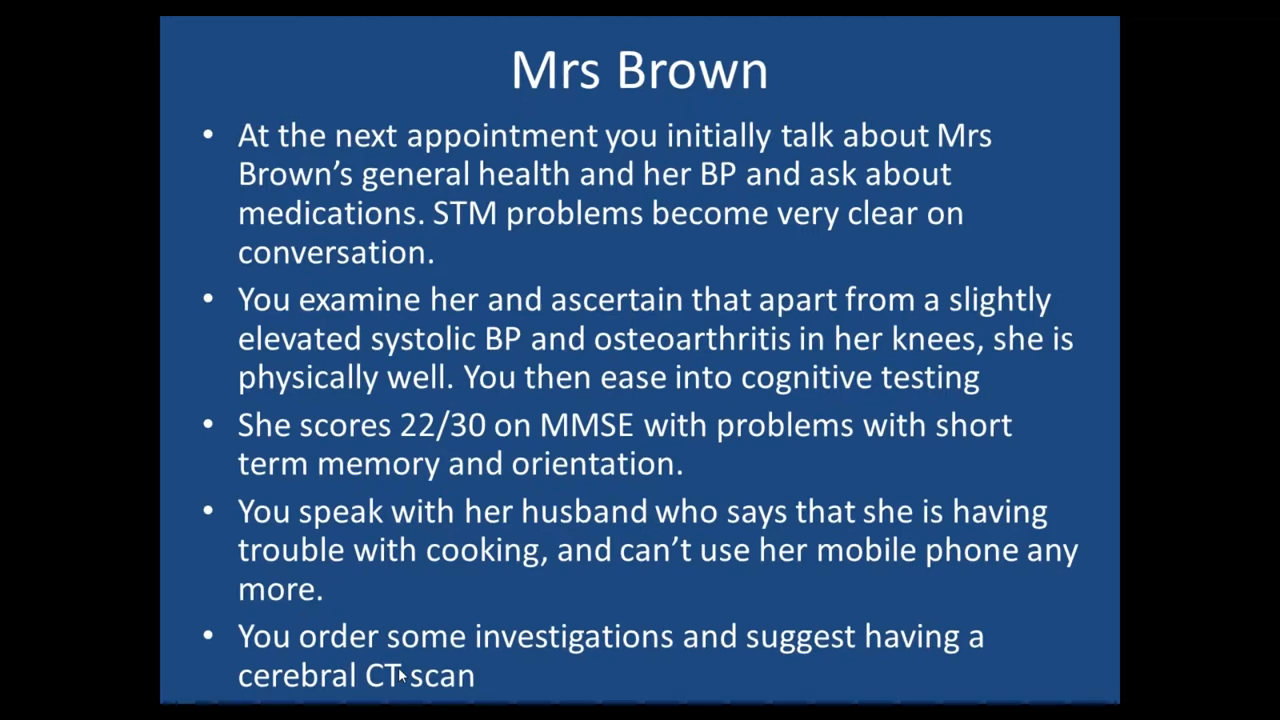 Mrs Brown
• At the next appointment you initially talk about Mrs
Brown’s general health and her BP and ask about
medications. STM problems become very clear on
conversation.
• You examine her and ascertain that apart from a slightly
elevated systolic BP and osteoarthritis in her knees, she is
physically well. You then ease into cognitive testing
• She scores 22/30 on MMSE with problems with short
term memory and orientation.
• You speak with her husband who says that she is having
trouble with cooking, and can’t use her mobile phone any
more.
• You order some investigations and suggest having a
cerebral CT scan